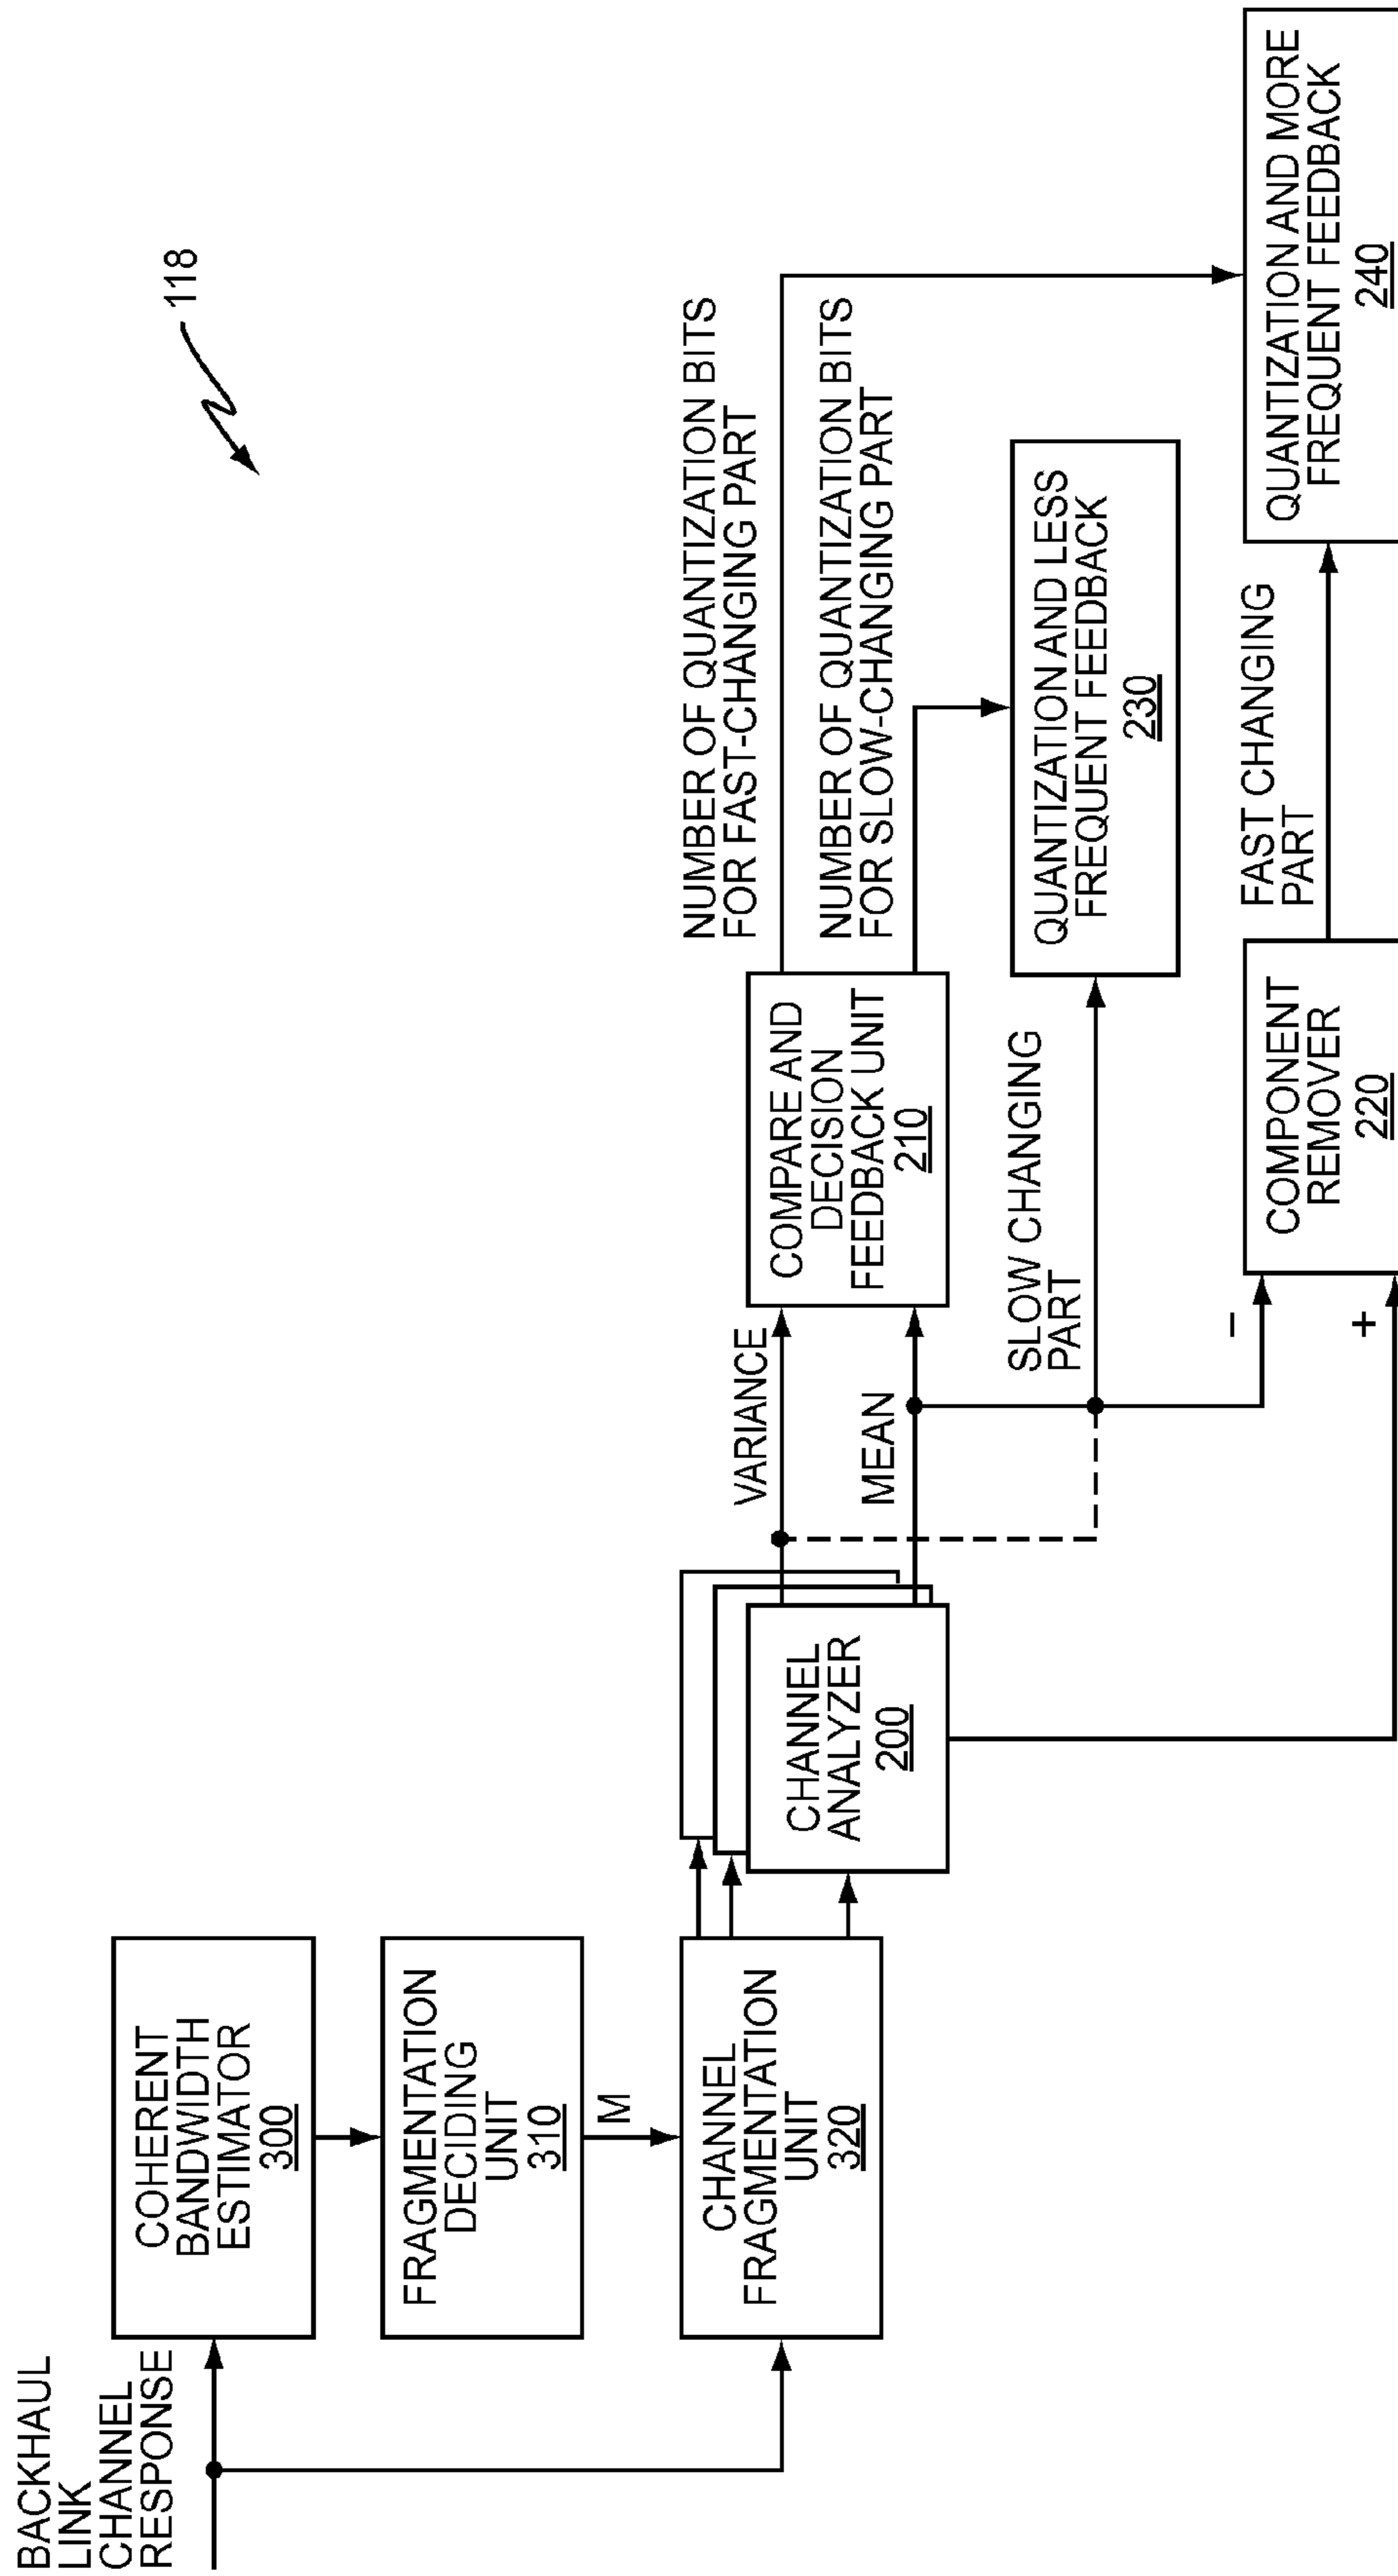 118
BACKHAUL
LINK
CHANNEL
RESPONSE
COHERENT
BANDWIDTH
ESTIMATOR
300
FRAGMENTATION
DECIDING
UNIT
310
M
CHANNEL
FRAGMENTATION
UNIT
320
CHANNEL
ANALYZER
200
VARIANCE
MEAN
COMPARE AND
DECISION
FEEDBACK UNIT
210
NUMBER OF QUANTIZATION BITS
FOR FAST-CHANGING PART
NUMBER OF QUANTIZATION BITS
FOR SLOW-CHANGING PART
SLOW CHANGING
PART
QUANTIZATION AND LESS
FREQUENT FEEDBACK
230
–
+
COMPONENT
REMOVER
220
FAST CHANGING
PART
QUANTIZATION AND MORE
FREQUENT FEEDBACK
240